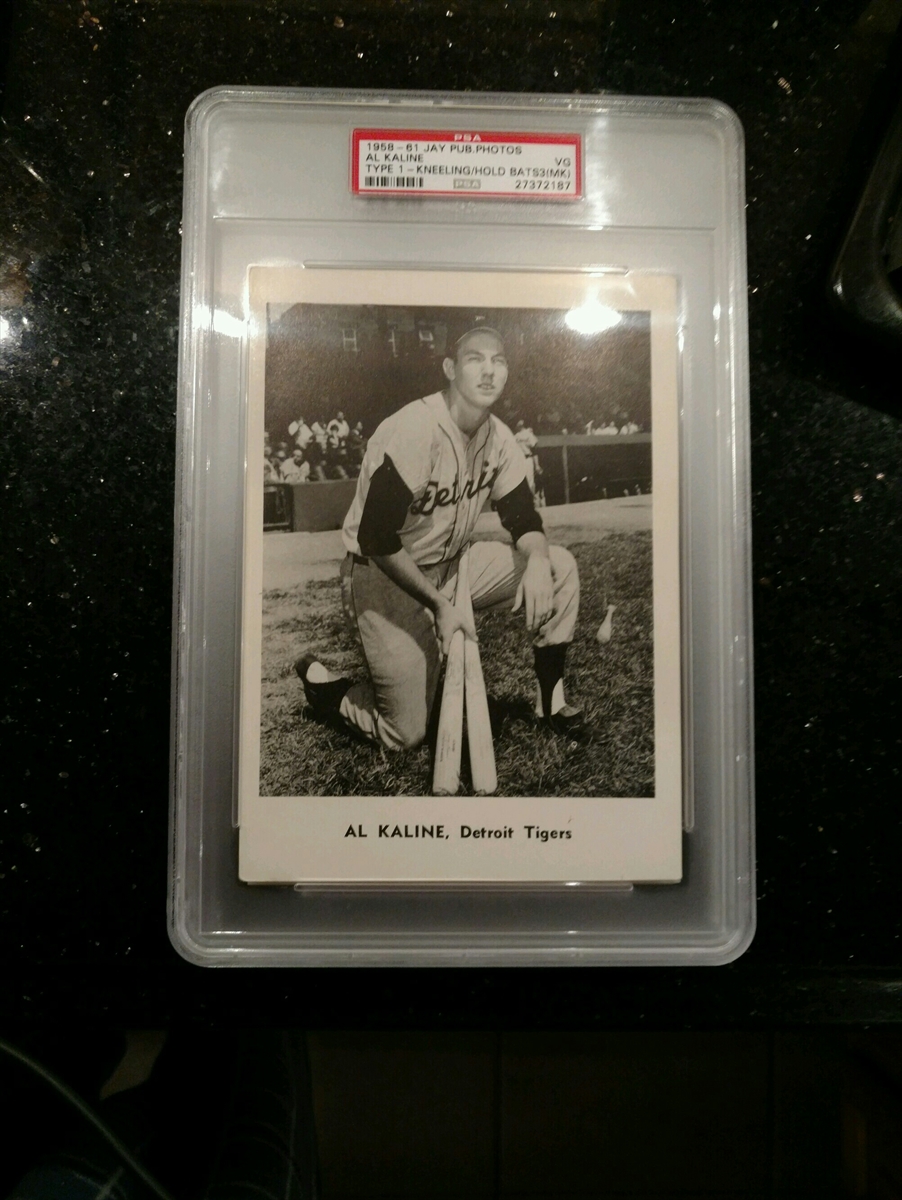 PSA
1958 - 61 JAY PUB.PHOTOS
AL KALINE VG
TYPE 1 - KNEELING/HOLD BATS3(MK)
PSA 27372187
Detroit
AL KALINE, Detroit Tigers